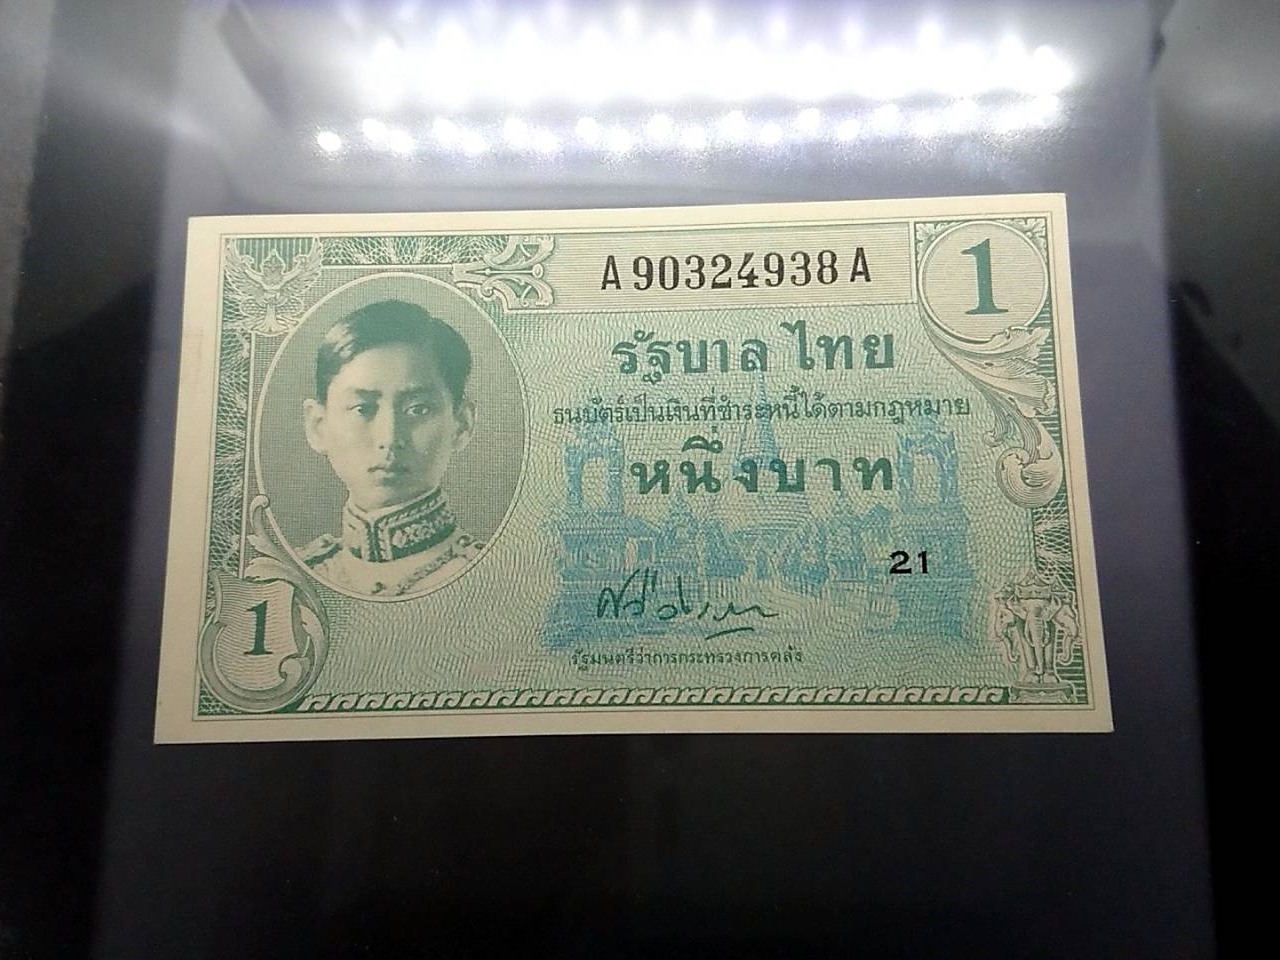 A 90324938 A
1
รัฐบาล ไทย
ธนบัตร์เป็นเงินที่ชำระหนี้ได้ตามกฎหมาย
หนึ่งบาท
21
1
รัฐมนตรีว่าการกระทรวงการคลัง